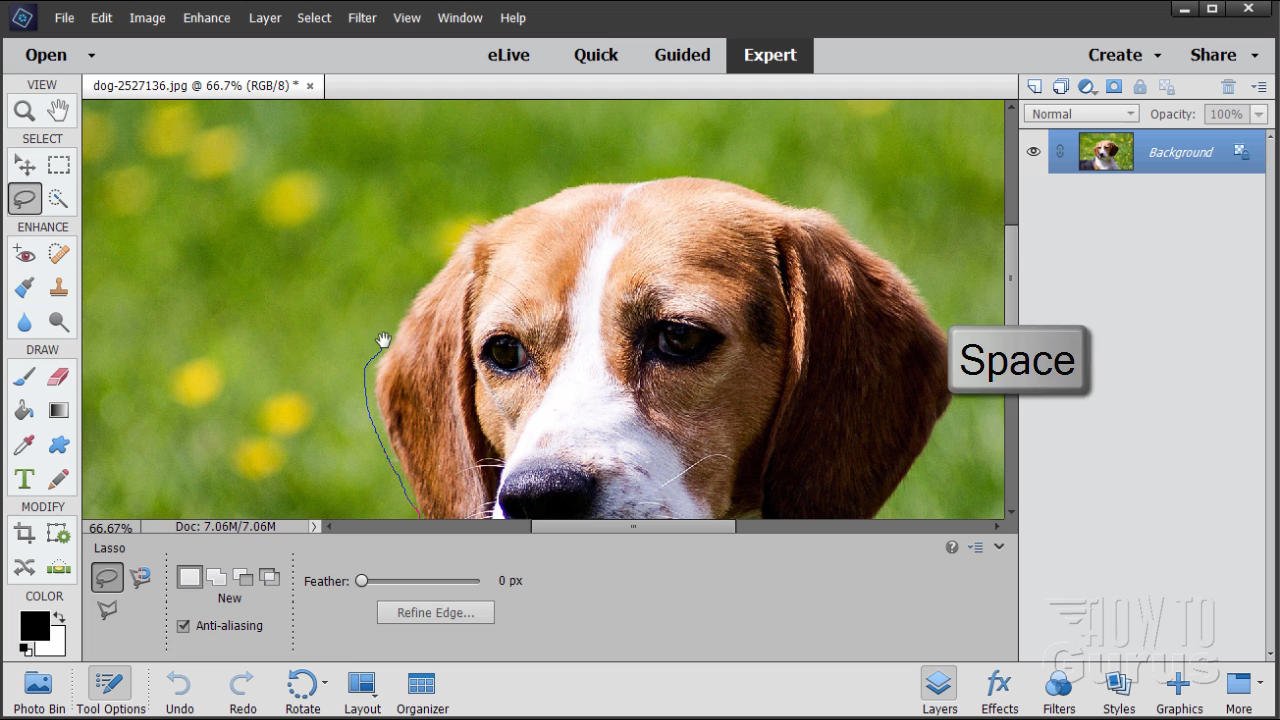 File Edit Image Enhance Layer Select Filter View Window Help
Open eLive Quick Guided Expert Create Share
VIEW
dog-2527136.jpg @ 66.7% (RGB/8) * ×
Normal Opacity: 100%
SELECT
Background
ENHANCE
DRAW
Space
T
MODIFY
66.67% Doc: 7.06M/7.06M
Lasso
Feather: 0 px
COLOR
New
Refine Edge...
Anti-aliasing
HOW TO
Gurus
fx
Photo Bin Tool Options Undo Redo Rotate Layout Organizer Layers Effects Filters Styles Graphics More